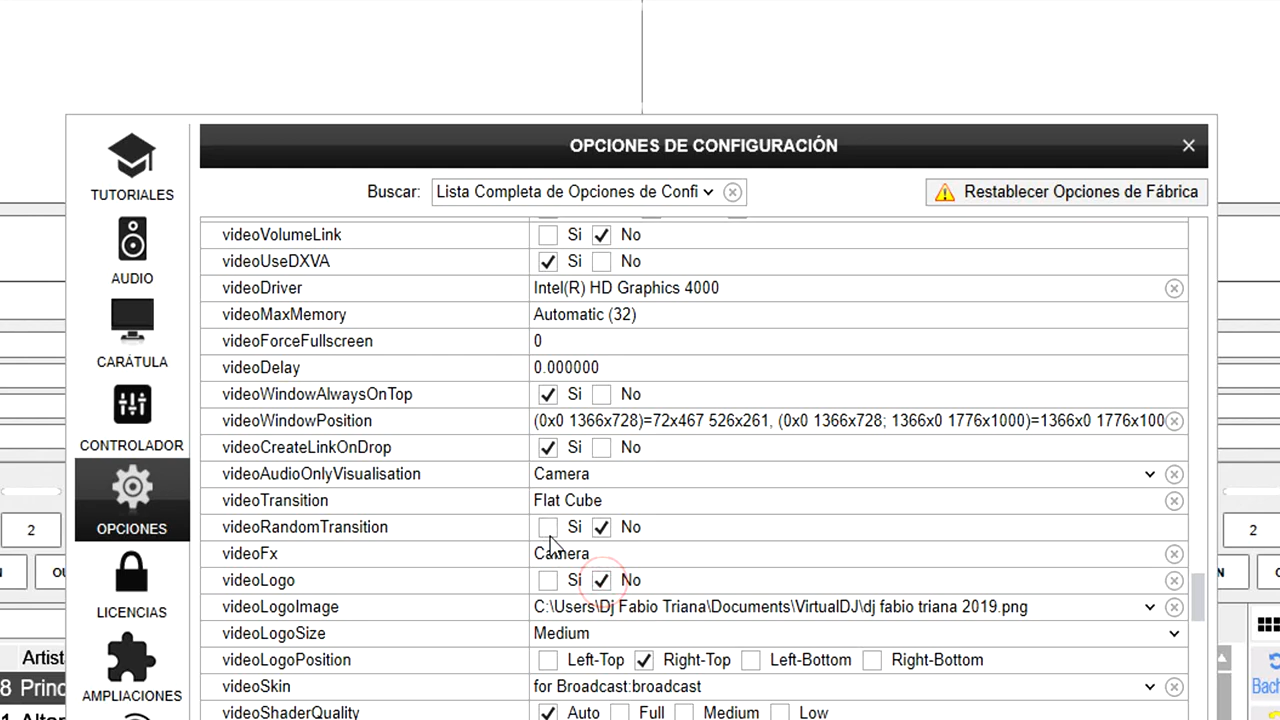 OPCIONES DE CONFIGURACIÓN
TUTORIALES
Buscar: Lista Completa de Opciones de Confi
Restablecer Opciones de Fábrica
videoVolumeLink Si No
AUDIO
videoUseDXVA Si No
videoDriver Intel(R) HD Graphics 4000
videoMaxMemory Automatic (32)
videoForceFullscreen 0
CARÁTULA
videoDelay 0.000000
videoWindowAlwaysOnTop Si No
videoWindowPosition (0x0 1366x728)=72x467 526x261, (0x0 1366x728; 1366x0 1776x1000)=1366x0 1776x100
CONTROLADOR
videoCreateLinkOnDrop Si No
videoAudioOnlyVisualisation Camera
videoTransition Flat Cube
OPCIONES
videoRandomTransition Si No
2
2
videoFx Camera
videoLogo Si No
videoLogoImage C:\Users\Dj Fabio Triana\Documents\VirtualDJ\dj fabio triana 2019.png
LICENCIAS
videoLogoSize Medium
videoLogoPosition Left-Top Right-Top Left-Bottom Right-Bottom
Artist
videoSkin for Broadcast:broadcast
8 Princ
Bach
AMPLIACIONES
videoShaderQuality Auto Full Medium Low